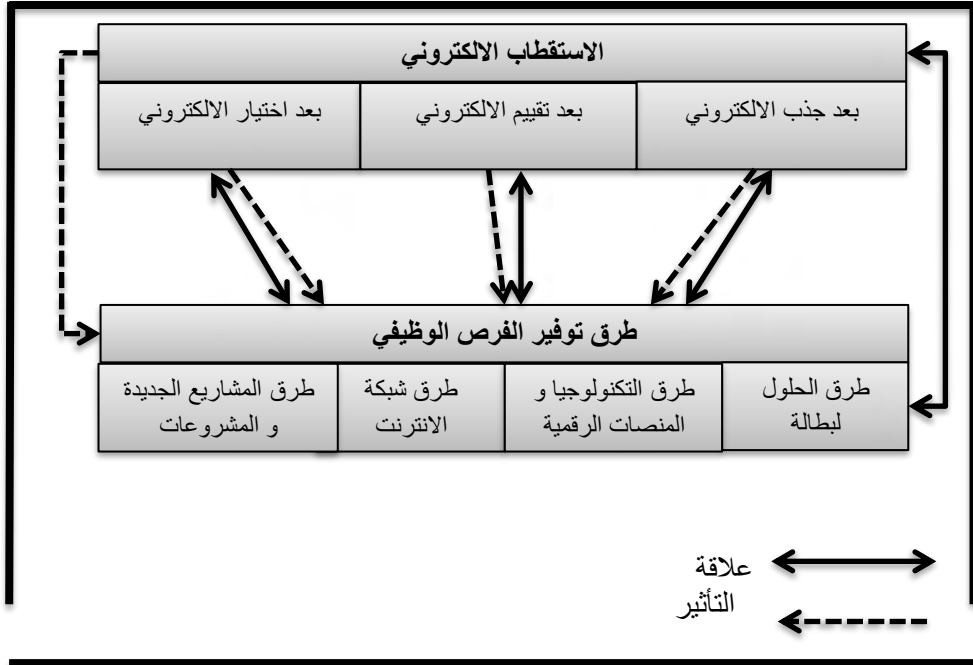 الاستقطاب الالكتروني
بعد جذب الالكتروني
بعد تقييم الالكتروني
بعد اختيار الالكتروني
طرق توفير الفرص الوظيفي
طرق الحلول
لبطالة
طرق التكنولوجيا و
المنصات الرقمية
طرق شبكة
الانترنت
طرق المشاريع الجديدة
و المشروعات
علاقة
التأثير